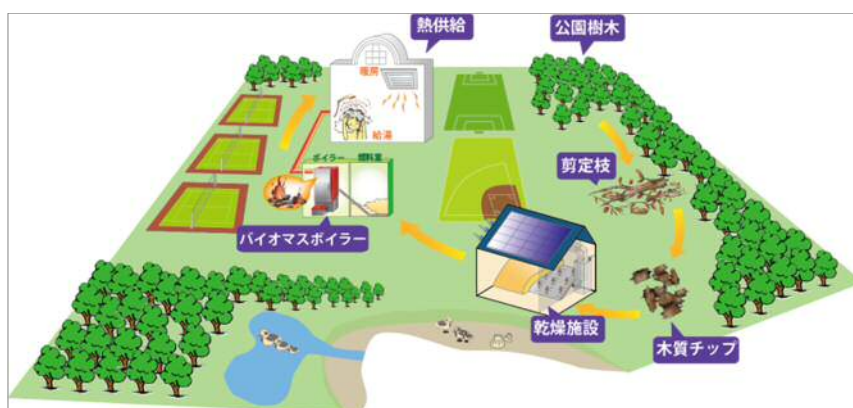 熱供給
公園樹木
暖房
給湯
ボイラー
燃料室
剪定枝
バイオマスボイラー
乾燥施設
木質チップ